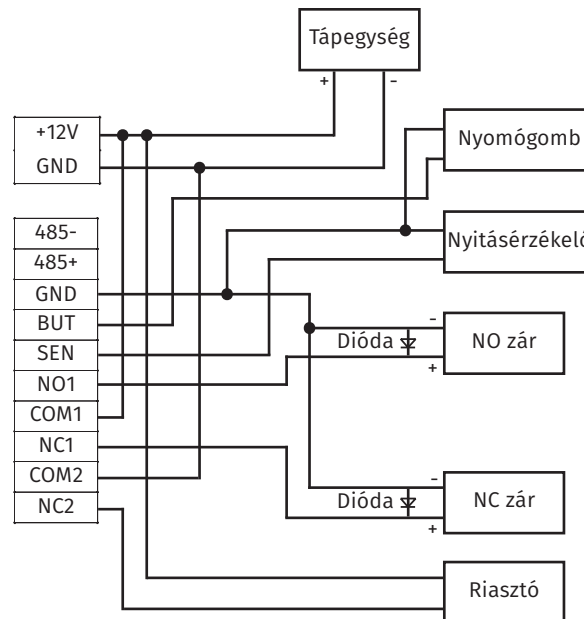 Tápegység
+ -
+12V
GND
Nyomógomb
485-
485+
GND
BUT
SEN
NO1
COM1
NC1
COM2
NC2
Nyitásérzékelő
-
Dióda
NO zár
+
-
Dióda
NC zár
+
Riasztó